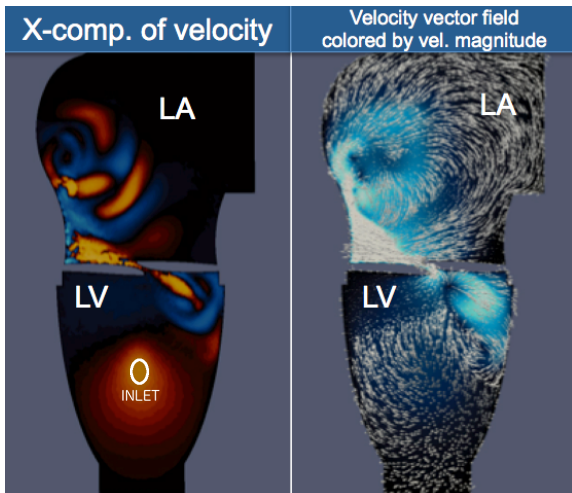 X-comp. of velocity
Velocity vector field
colored by vel. magnitude
LA
LV
INLET
LA
LV